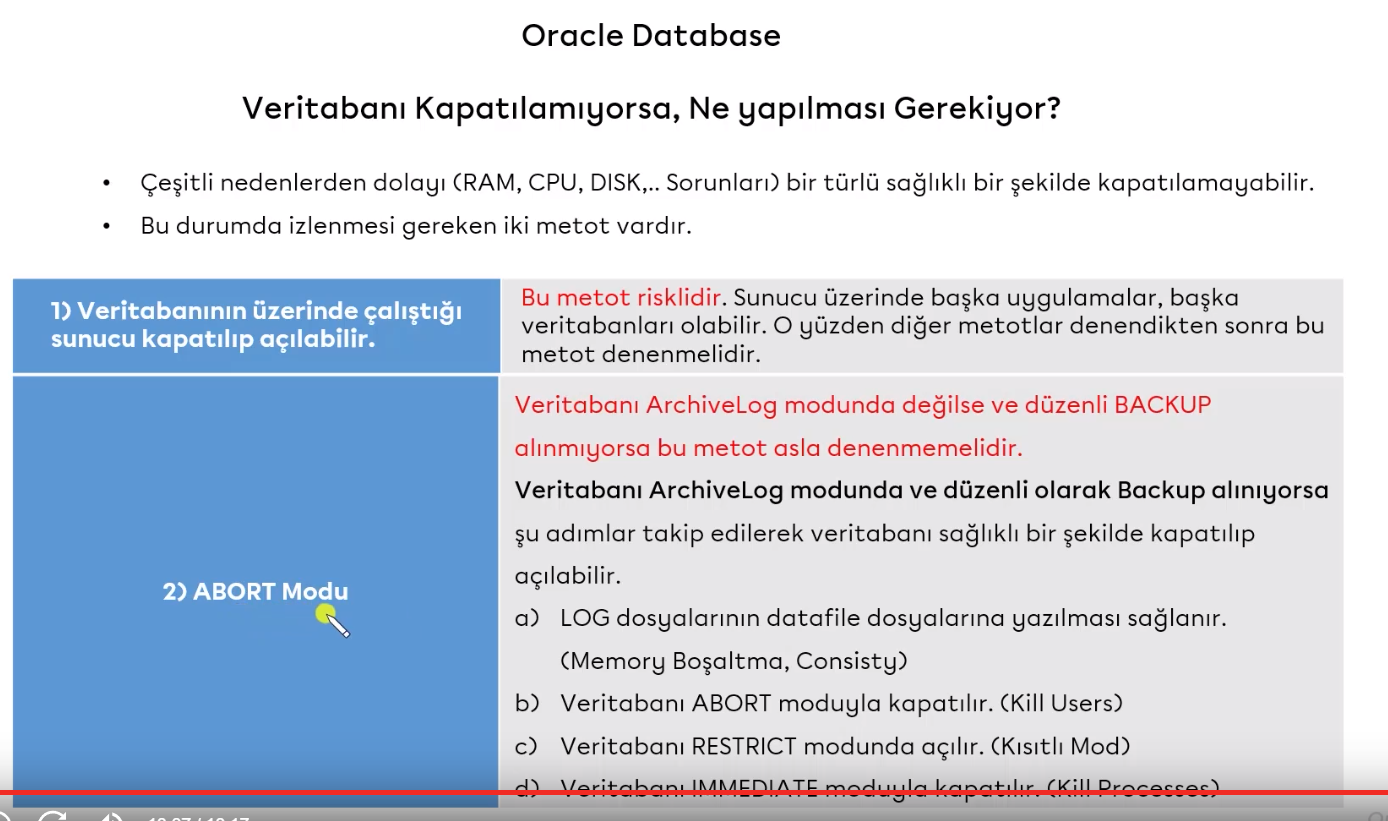 Oracle Database
Veritabanı Kapatılamıyorsa, Ne yapılması Gerekiyor?
• Çeşitli nedenlerden dolayı (RAM, CPU, DISK,.. Sorunları) bir türlü sağlıklı bir şekilde kapatılamayabilir.
• Bu durumda izlenmesi gereken iki metot vardır.
1) Veritabanının üzerinde çalıştığı
sunucu kapatılıp açılabilir.
Bu metot risklidir. Sunucu üzerinde başka uygulamalar, başka
veritabanları olabilir. O yüzden diğer metotlar denendikten sonra bu
metot denenmelidir.
2) ABORT Modu
Veritabanı ArchiveLog modunda değilse ve düzenli BACKUP
alınmıyorsa bu metot asla denenmemelidir.
Veritabanı ArchiveLog modunda ve düzenli olarak Backup alınıyorsa
şu adımlar takip edilerek veritabanı sağlıklı bir şekilde kapatılıp
açılabilir.
a) LOG dosyalarının datafile dosyalarına yazılması sağlanır.
(Memory Boşaltma, Consisty)
b) Veritabanı ABORT moduyla kapatılır. (Kill Users)
c) Veritabanı RESTRICT modunda açılır. (Kısıtlı Mod)
d) Veritabanı IMMEDIATE moduyla kapatılır. (Kill Processes)